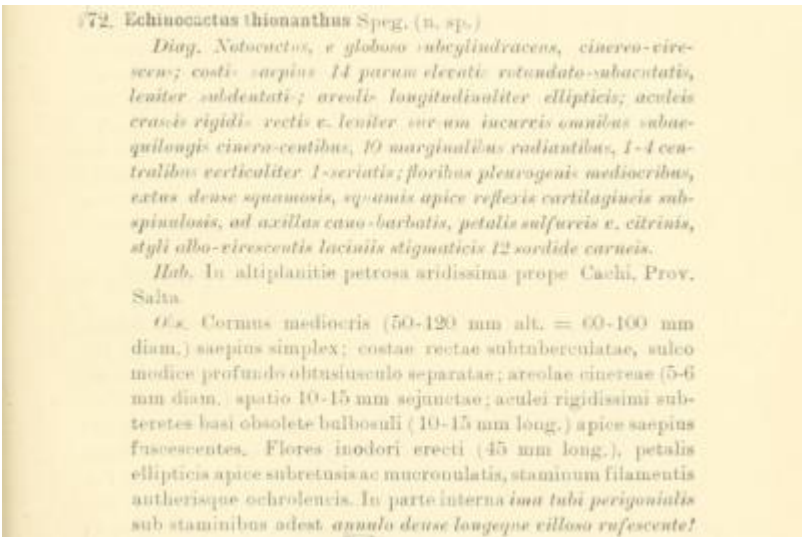 72. Echinocactus thionanthus Speg. (n. sp.)
Diag. Notocactus, e globoso subcylindraceus, cinereo-vire-
scens; costis saepius 14 parum elevatis rotundato-subacutatis,
leniter subdentatis; areolis longitudinaliter ellipticis; aculeis
crassis rigidis rectis v. leniter sursum incurvis omnibus subae-
quilongis cinerascentibus, 10 marginalibus radiantibus, 1-4 cen-
tralibus verticaliter 1-seriatis; floribus pleurogenis mediocribus,
extus dense squamosis, squamis apice reflexis cartilagineis sub-
spinulosis, ad axillas cano-barbatis, petalis sulfureis v. citrinis,
styli albo-virescentis laciniis stigmaticis 12 sordide carneis.
Hab. In altiplanitie petrosa aridissima prope Cachi, Prov.
Salta
Obs. Cormus mediocris (50-120 mm alt. = 60-100 mm
diam.) saepius simplex; costae rectae subtuberculatae, sulco
modice profundo obtusiusculo separatae; areolae cinereae (5-6
mm diam. spatio 10-15 mm sejunctae; aculei rigidissimi sub-
teretes basi obsolete bulbosuli (10-15 mm long.) apice saepius
fuscescentes. Flores inodori erecti (45 mm long.), petalis
ellipticis apice subretusis ac mucronulatis, staminum filamentis
antherisque ochroleucis. In parte interna ima tubi perigonialis
sub staminibus adest annulo dense longeque villoso rufescente!